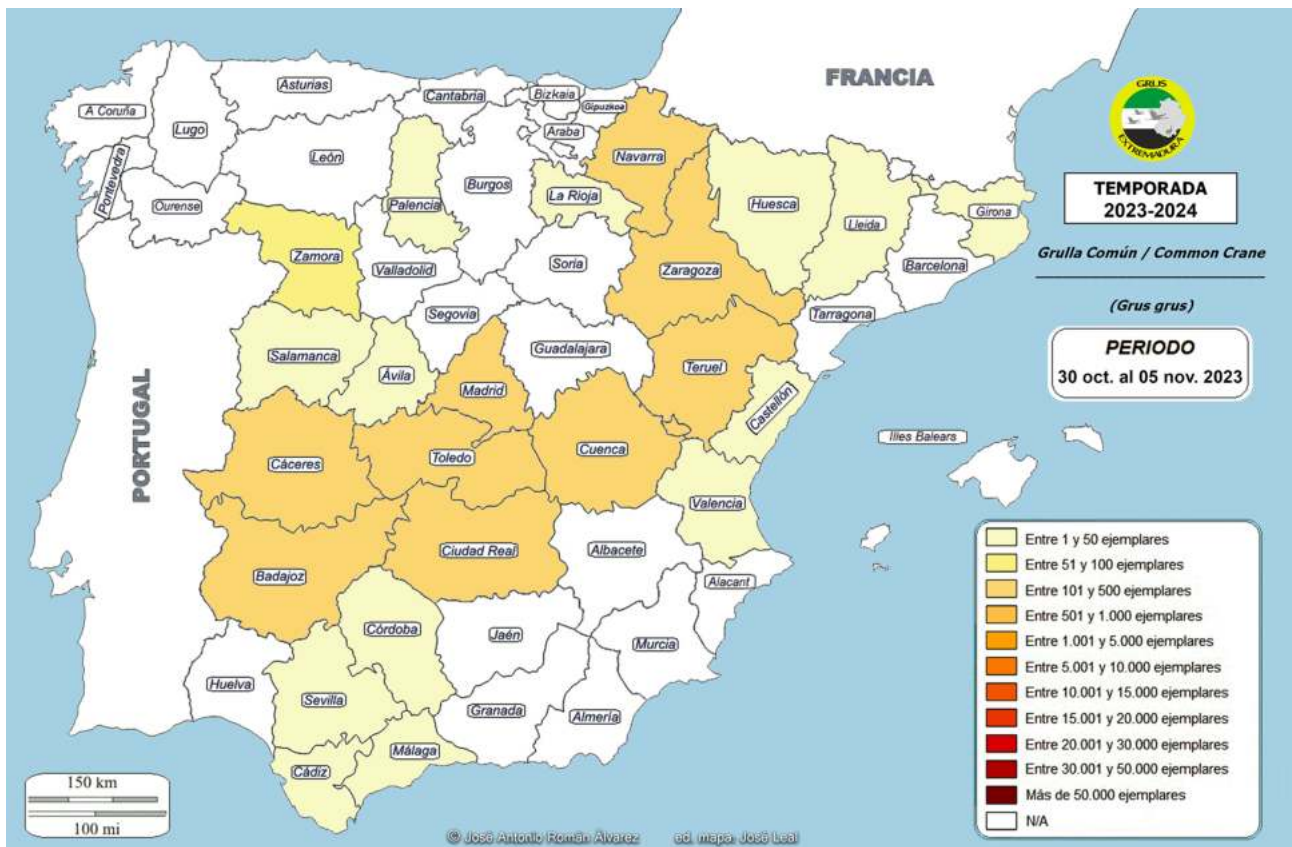 FRANCIA
GRUS
EXTREMADURA
TEMPORADA
2023-2024
Grulla Común / Common Crane
(Grus grus)
PERIODO
30 oct. al 05 nov. 2023
A Coruña
Lugo
Asturias
Cantabria
Bizkaia
Gipuzkoa
Araba
Navarra
Pontevedra
Ourense
León
Palencia
Burgos
La Rioja
Huesca
Lleida
Girona
Zamora
Valladolid
Soria
Zaragoza
Barcelona
Tarragona
Segovia
Guadalajara
Salamanca
Ávila
Madrid
Teruel
Castellón
PORTUGAL
Cáceres
Toledo
Cuenca
Valencia
Illes Balears
Badajoz
Ciudad Real
Albacete
Alacant
Córdoba
Jaén
Murcia
Huelva
Sevilla
Granada
Almería
Málaga
Cádiz
Entre 1 y 50 ejemplares
Entre 51 y 100 ejemplares
Entre 101 y 500 ejemplares
Entre 501 y 1.000 ejemplares
Entre 1.001 y 5.000 ejemplares
Entre 5.001 y 10.000 ejemplares
Entre 10.001 y 15.000 ejemplares
Entre 15.001 y 20.000 ejemplares
Entre 20.001 y 30.000 ejemplares
Entre 30.001 y 50.000 ejemplares
Más de 50.000 ejemplares
N/A
150 km
100 mi
© José Antonio Román Álvarez ed. mapa: José Leal